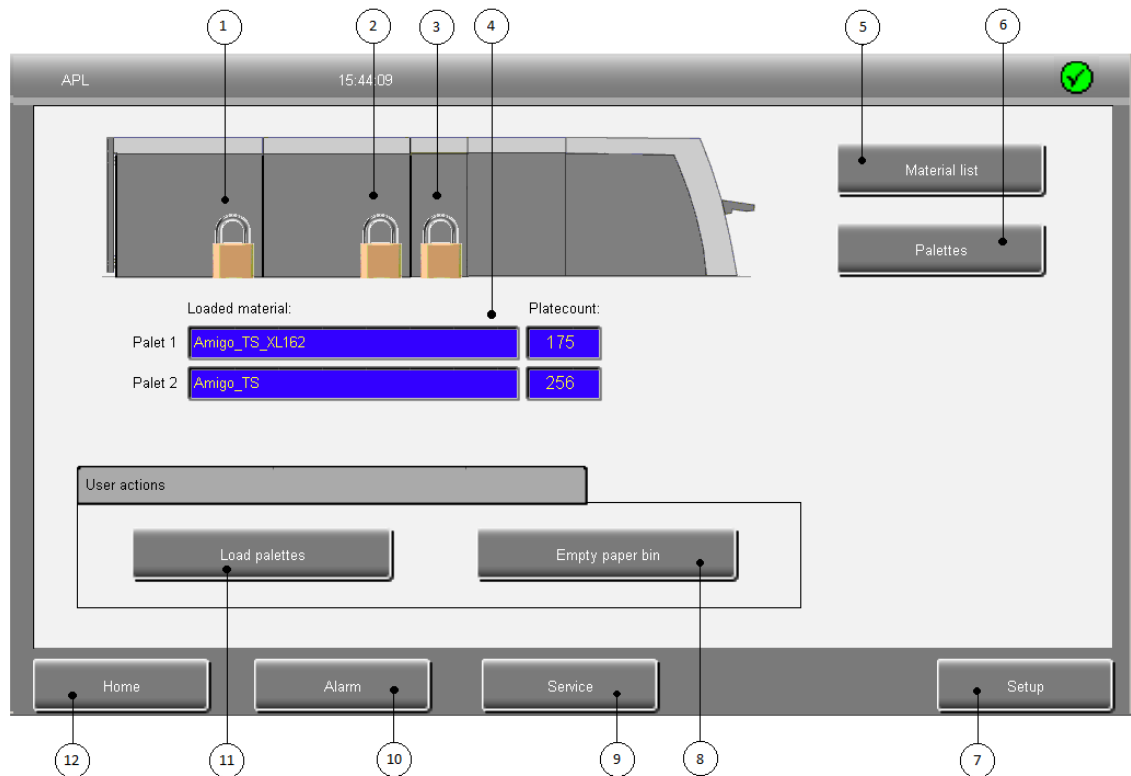 1 2 3 4 5 6
APL 15:44:09
Material list
Palettes
Loaded material: Platecount:
Palet 1 Amigo_TS_XL162 175
Palet 2 Amigo_TS 256
User actions
Load palettes Empty paper bin
Home Alarm Service Setup
12 11 10 9 8 7